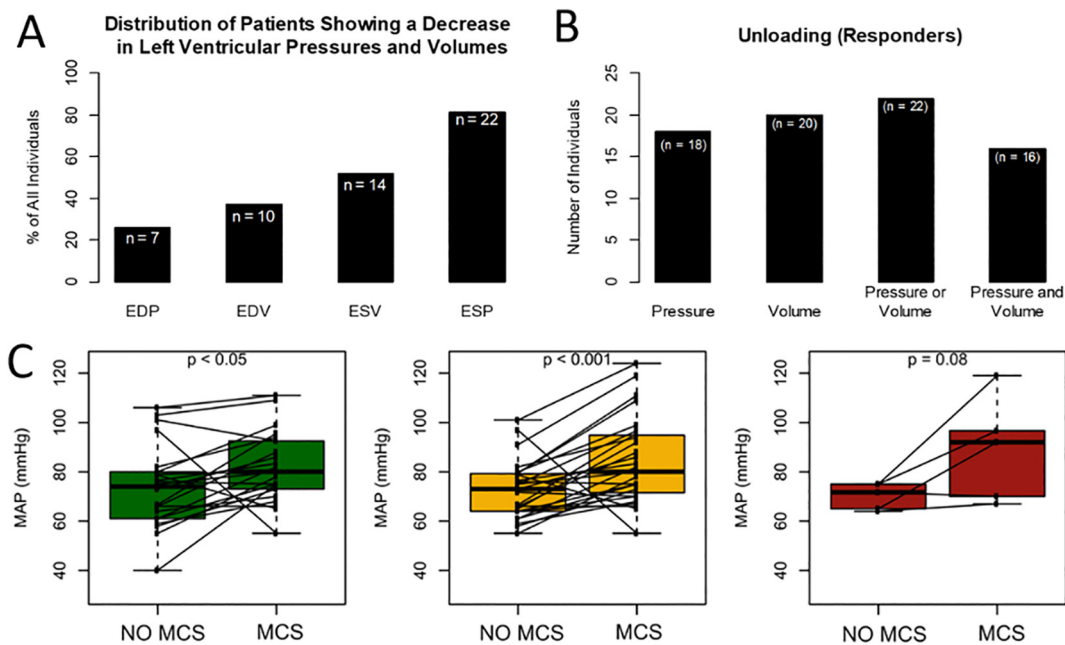 A
Distribution of Patients Showing a Decrease
in Left Ventricular Pressures and Volumes
% of All Individuals
100
80
60
40
20
0
n = 7
n = 10
n = 14
n = 22
EDP
EDV
ESV
ESP
B
Unloading (Responders)
Number of Individuals
25
20
15
10
5
0
(n = 18)
(n = 20)
(n = 22)
(n = 16)
Pressure
Volume
Pressure or
Volume
Pressure and
Volume
C
p < 0.05
MAP (mmHg)
120
100
80
60
40
NO MCS
MCS
p < 0.001
MAP (mmHg)
120
100
80
60
40
NO MCS
MCS
p = 0.08
MAP (mmHg)
120
100
80
60
40
NO MCS
MCS